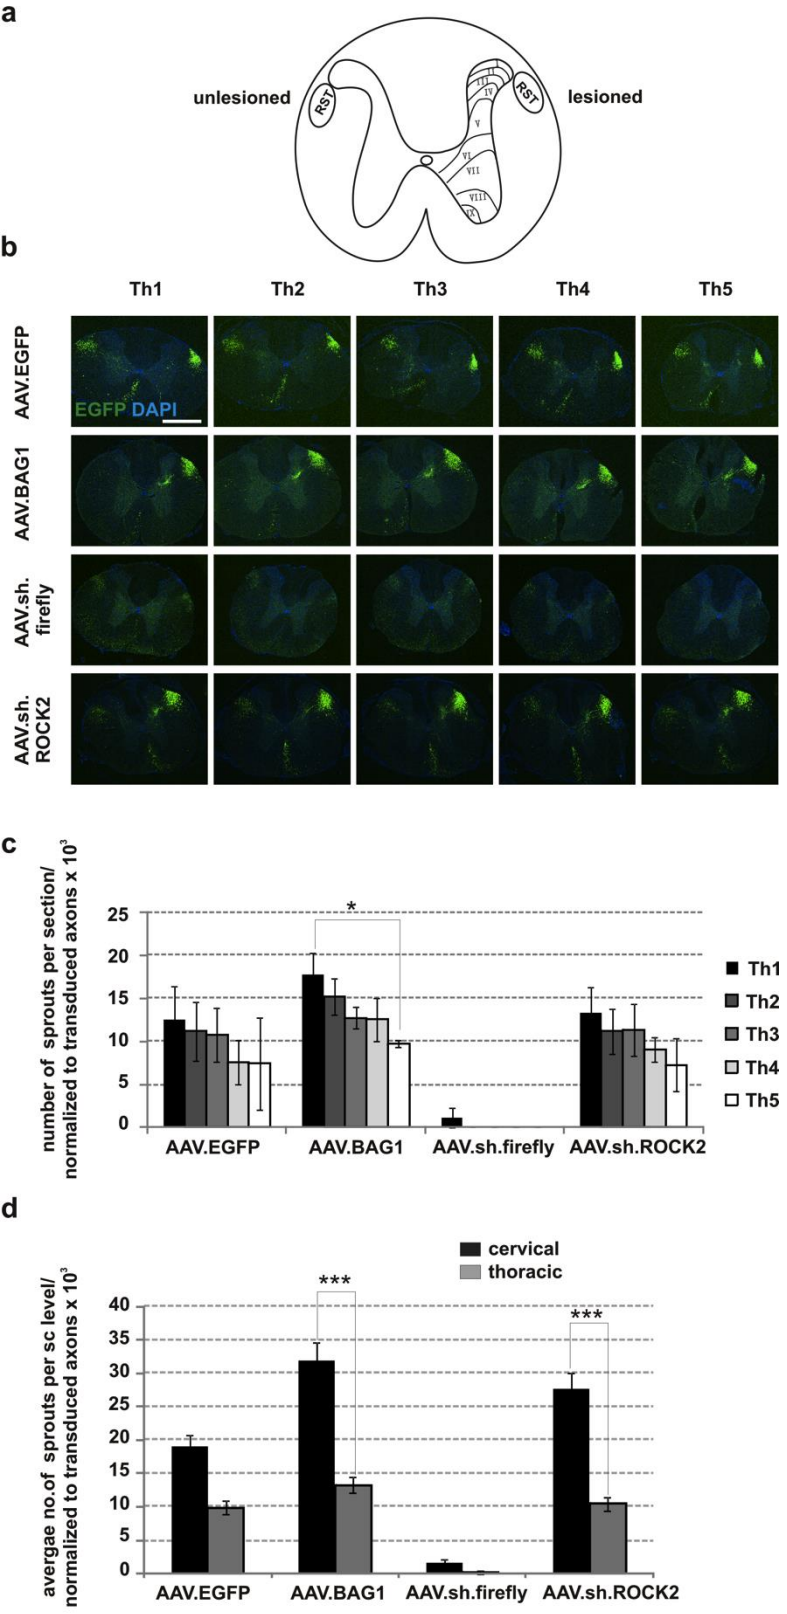 a
unlesioned
RST
I
II
III
IV
V
VI
VII
VIII
IX
RST
lesioned
b
Th1 Th2 Th3 Th4 Th5
AAV.EGFP
EGFP DAPI
AAV.BAG1
AAV.sh.
firefly
AAV.sh.
ROCK2
c
number of sprouts per section/
normalized to transduced axons x 10³
25
20
15
10
5
0
*
AAV.EGFP AAV.BAG1 AAV.sh.firefly AAV.sh.ROCK2
Th1
Th2
Th3
Th4
Th5
d
avergae no.of sprouts per sc level/
normalized to transduced axons x 10³
cervical
thoracic
40
35
30
25
20
15
10
5
0
***
***
AAV.EGFP AAV.BAG1 AAV.sh.firefly AAV.sh.ROCK2